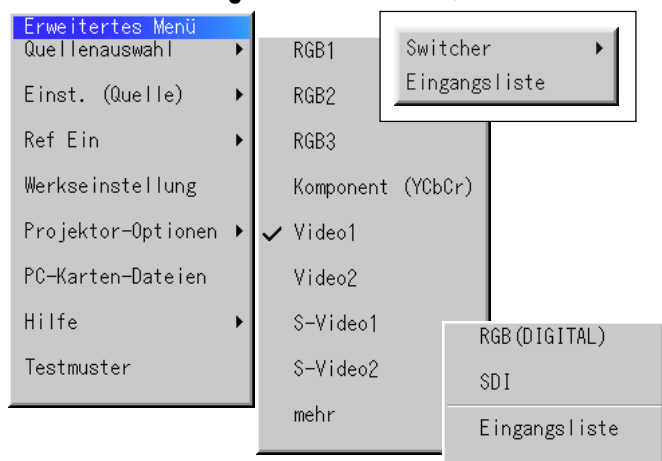 Erweitertes Menü
Quellenauswahl
Einst. (Quelle)
Ref Ein
Werkseinstellung
Projektor-Optionen
PC-Karten-Dateien
Hilfe
Testmuster
RGB1
RGB2
RGB3
Komponent (YCbCr)
Video1
Video2
S-Video1
S-Video2
mehr
Switcher
Eingangsliste
RGB(DIGITAL)
SDI
Eingangsliste